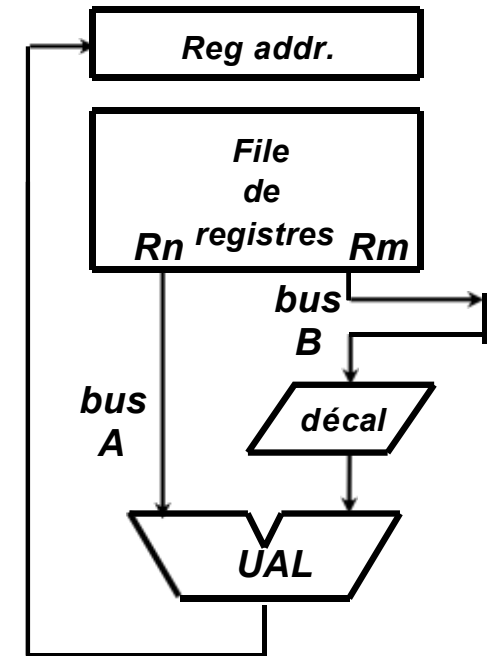 Reg addr.
File
de
registres
Rn
Rm
bus
B
bus
A
décal
UAL